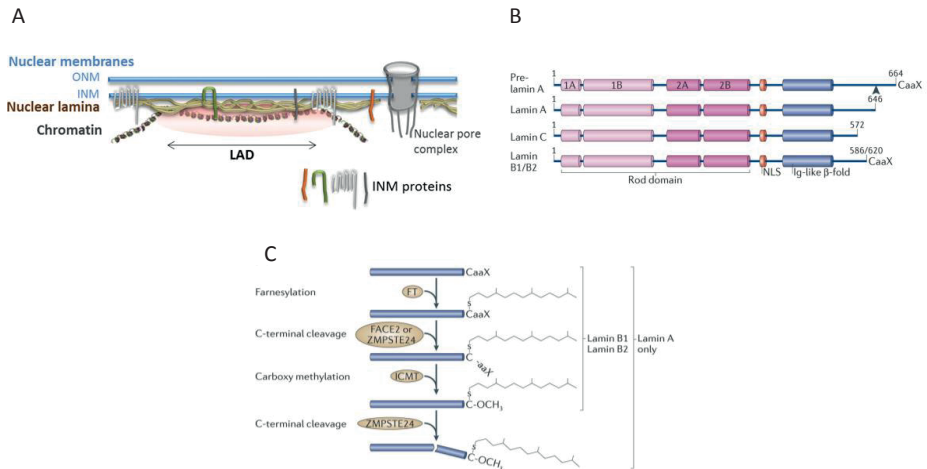 A
Nuclear membranes
ONM
INM
Nuclear lamina
Chromatin
LAD
Nuclear pore
complex
INM proteins
B
1
664
Pre-
lamin A
1A
1B
2A
2B
CaaX
1
646
Lamin A
1
572
Lamin C
1
586/620
Lamin
B1/B2
CaaX
NLS
Ig-like β-fold
Rod domain
C
CaaX
Farnesylation
FT
S
CaaX
C-terminal cleavage
FACE2 or
ZMPSTE24
S
C
-aaX
Lamin B1
Lamin B2
Lamin A
only
Carboxy methylation
ICMT
S
C-OCH3
C-terminal cleavage
ZMPSTE24
S
C-OCH3